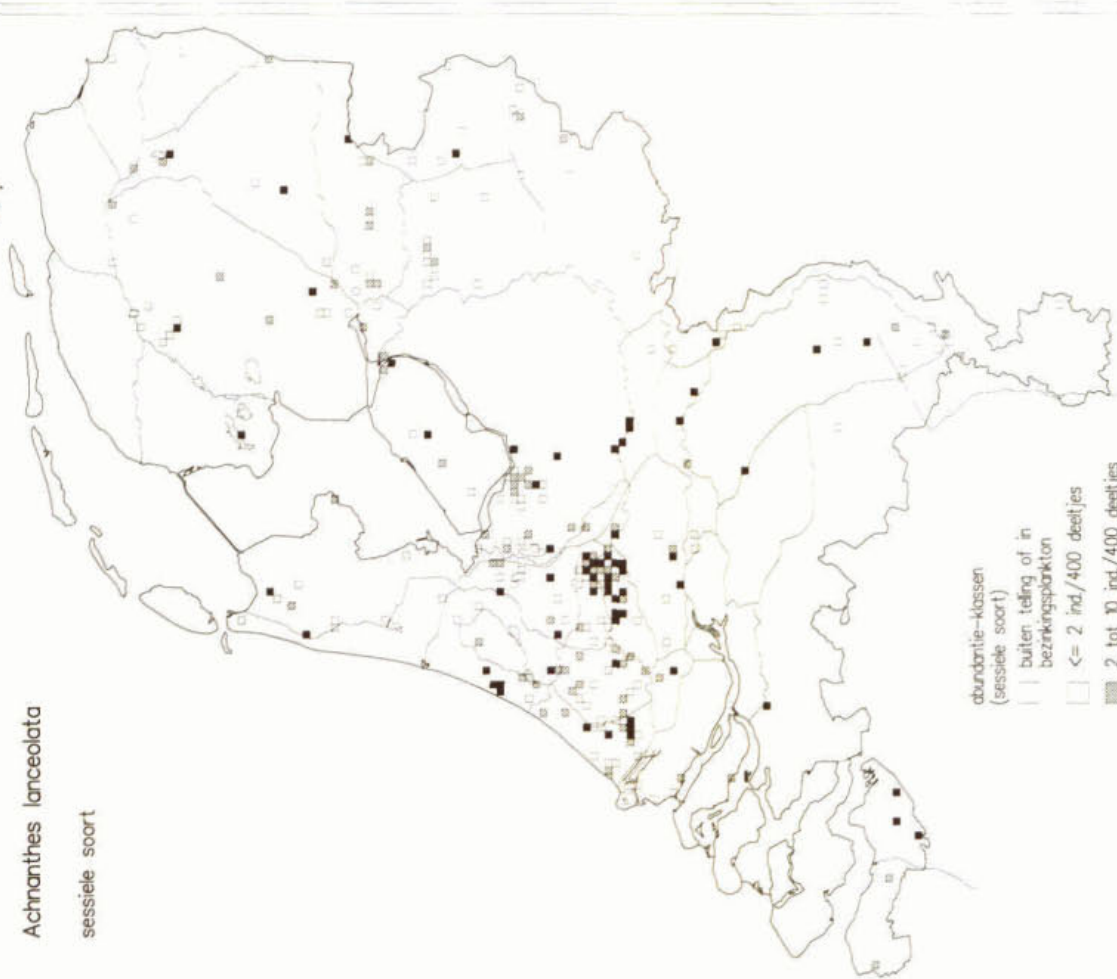 Achnanthes lanceolata
sessiele soort
abundantie-klassen
(sessiele soort)
buiten telling of in
bezinkingsplankton
<= 2 ind./400 deeltjes
2 tot 10 ind./400 deeltjes